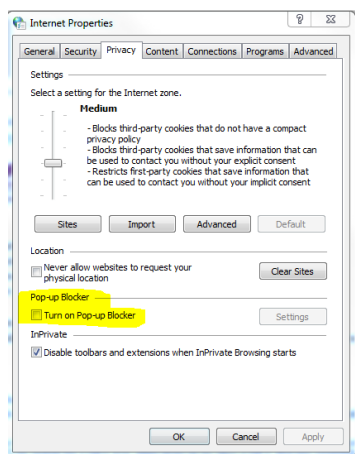 Internet Properties
General Security Privacy Content Connections Programs Advanced
Settings
Select a setting for the Internet zone.
Medium
- Blocks third-party cookies that do not have a compact
privacy policy
- Blocks third-party cookies that save information that can
be used to contact you without your explicit consent
- Restricts first-party cookies that save information that
can be used to contact you without your implicit consent
Sites Import Advanced Default
Location
Never allow websites to request your
physical location
Clear Sites
Pop-up Blocker
Turn on Pop-up Blocker
Settings
InPrivate
Disable toolbars and extensions when InPrivate Browsing starts
OK Cancel Apply